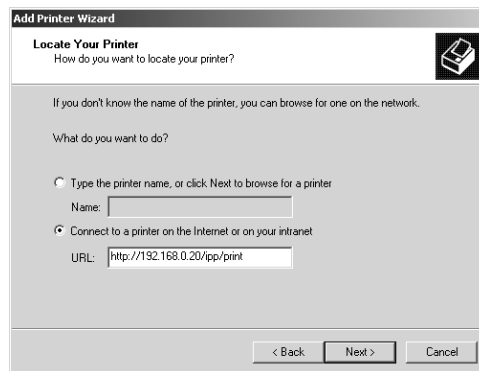 Add Printer Wizard
Locate Your Printer
How do you want to locate your printer?
If you don't know the name of the printer, you can browse for one on the network.
What do you want to do?
Type the printer name, or click Next to browse for a printer
Name:
Connect to a printer on the Internet or on your intranet
URL: http://192.168.0.20/ipp/print
< Back Next > Cancel